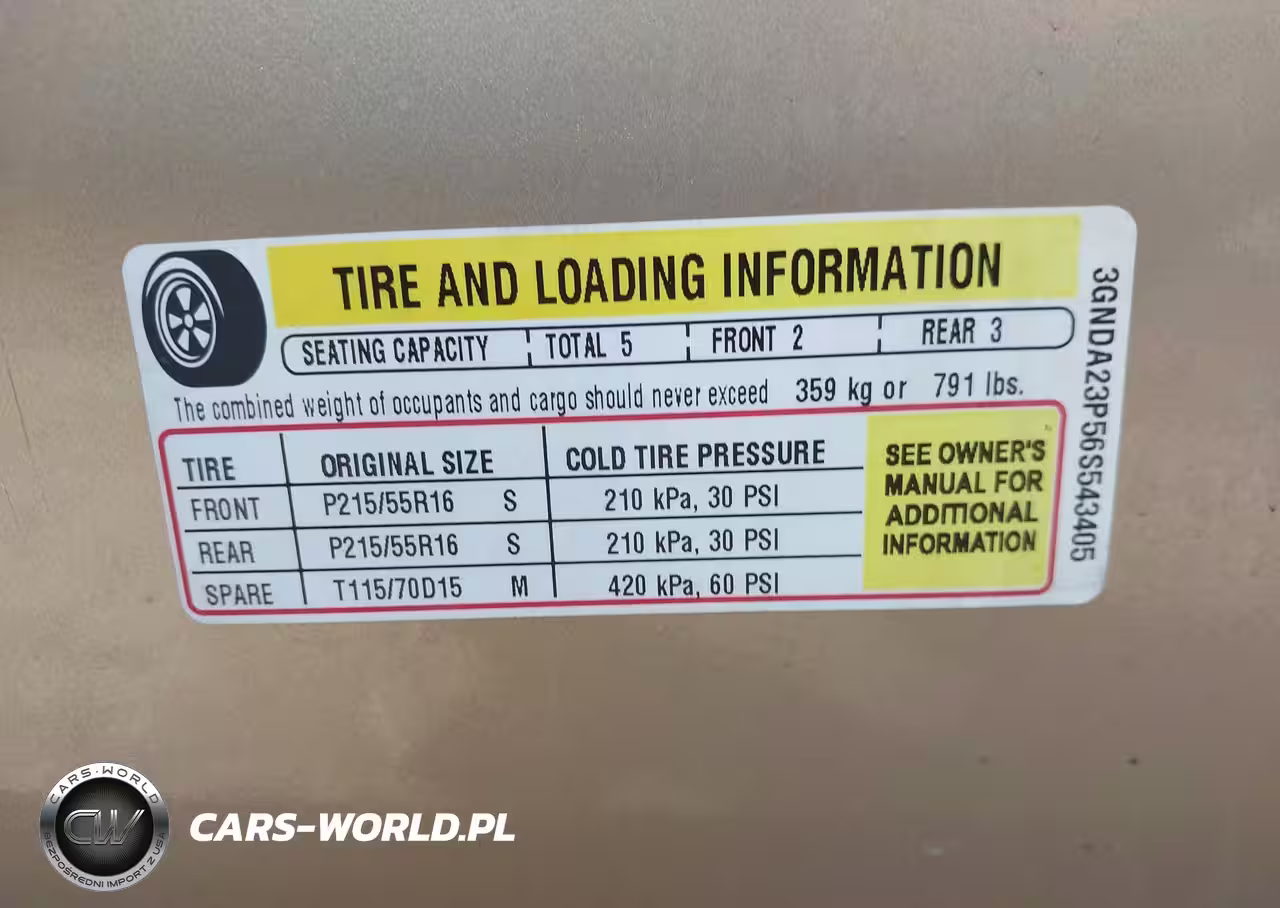 TIRE AND LOADING INFORMATION
SEATING CAPACITY TOTAL 5 FRONT 2 REAR 3
The combined weight of occupants and cargo should never exceed 359 kg or 791 lbs.
TIRE ORIGINAL SIZE COLD TIRE PRESSURE
FRONT P215/55R16 S 210 kPa, 30 PSI
REAR P215/55R16 S 210 kPa, 30 PSI
SPARE T115/70D15 M 420 kPa, 60 PSI
SEE OWNER'S
MANUAL FOR
ADDITIONAL
INFORMATION
3GNDA23P56S543405
CARS-WORLD
CW
BEZPOŚREDNI IMPORT Z USA
CARS-WORLD.PL